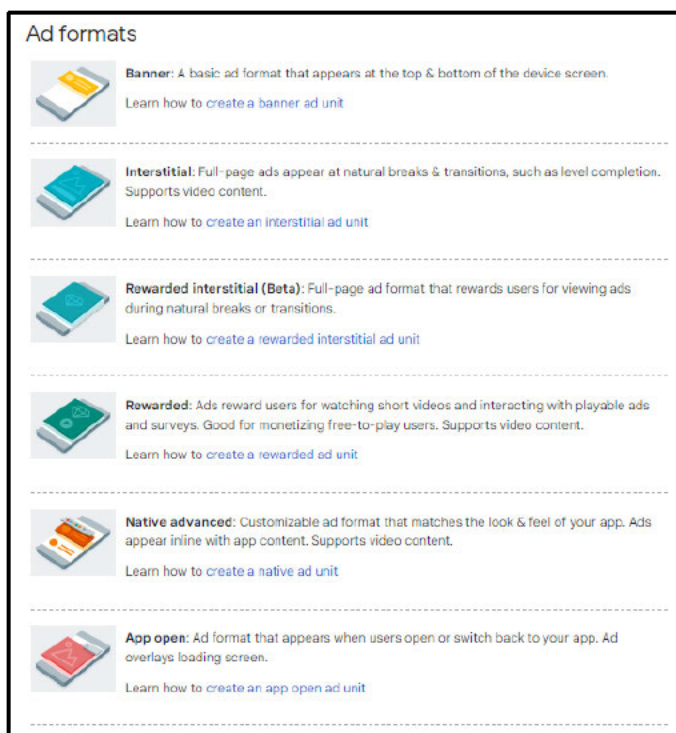 Ad formats
Banner: A basic ad format that appears at the top & bottom of the device screen.
Learn how to create a banner ad unit
Interstitial: Full-page ads appear at natural breaks & transitions, such as level completion.
Supports video content.
Learn how to create an interstitial ad unit
Rewarded interstitial (Beta): Full-page ad format that rewards users for viewing ads
during natural breaks or transitions.
Learn how to create a rewarded interstitial ad unit
Rewarded: Ads reward users for watching short videos and interacting with playable ads
and surveys. Good for monetizing free-to-play users. Supports video content.
Learn how to create a rewarded ad unit
Native advanced: Customizable ad format that matches the look & feel of your app. Ads
appear inline with app content. Supports video content.
Learn how to create a native ad unit
App open: Ad format that appears when users open or switch back to your app. Ad
overlays loading screen.
Learn how to create an app open ad unit